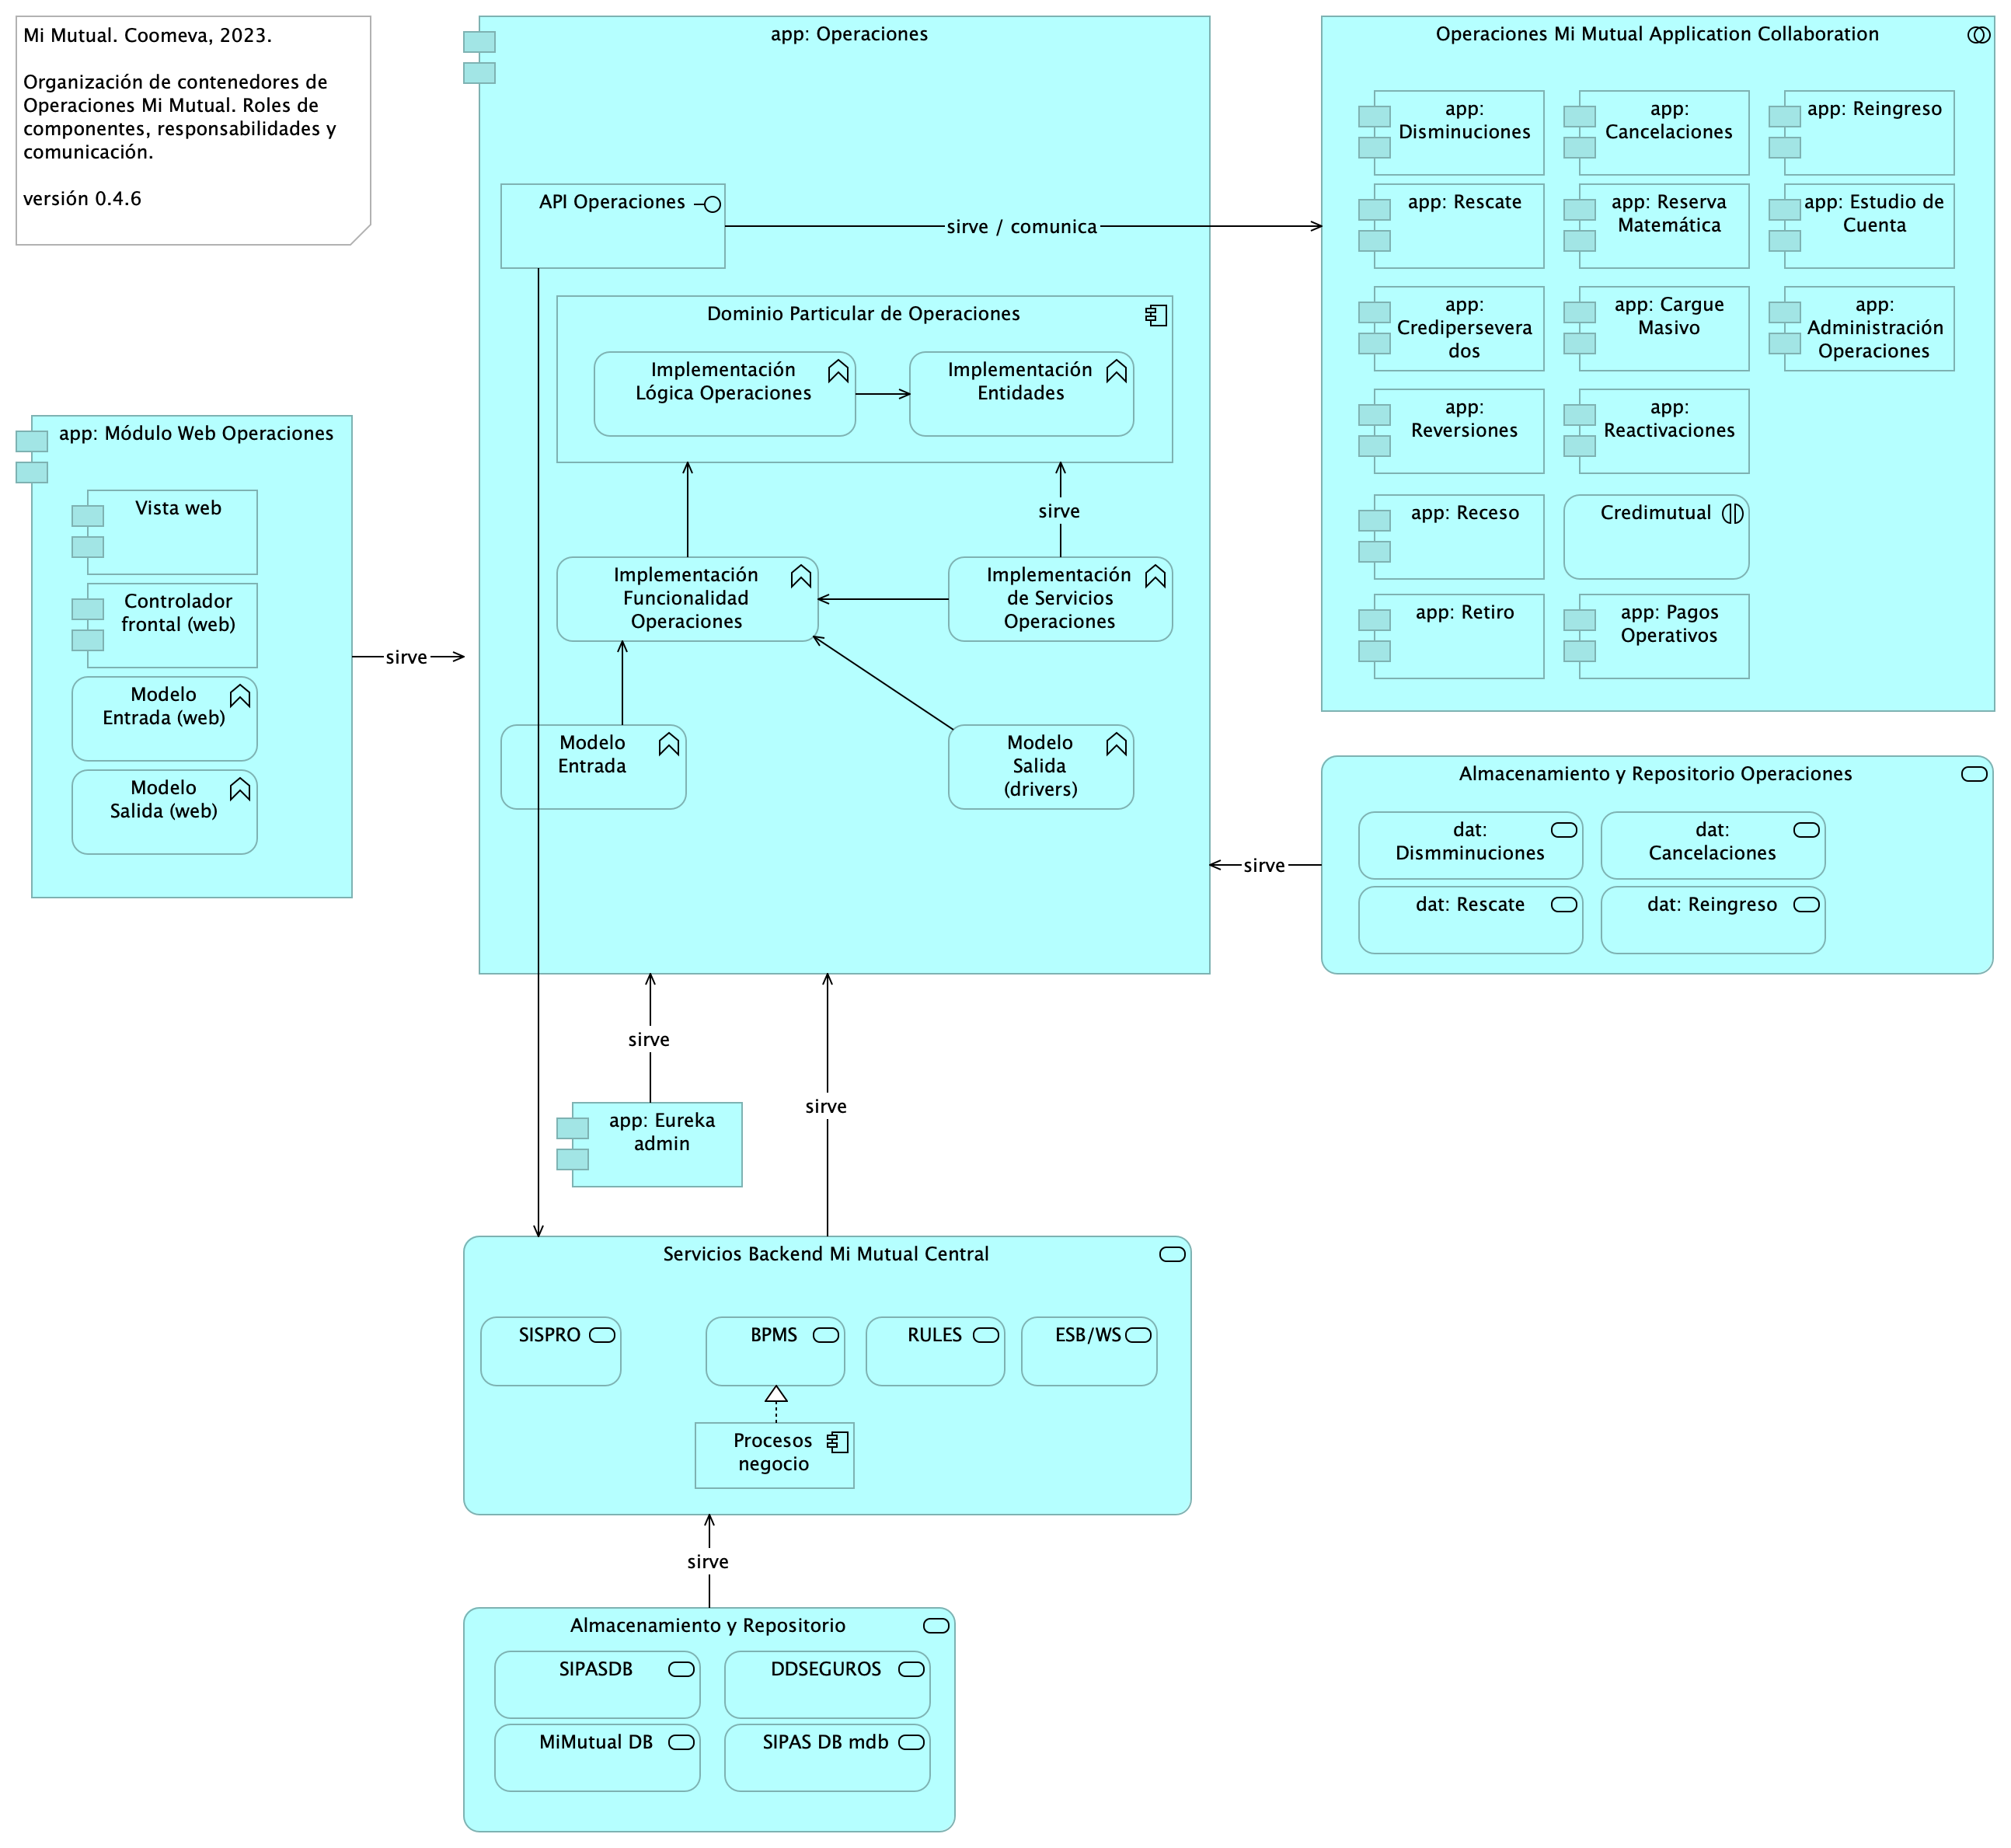 Mi Mutual. Coomeva, 2023.
Organización de contenedores de
Operaciones Mi Mutual. Roles de
componentes, responsabilidades y
comunicación.
versión 0.4.6
app: Operaciones
API Operaciones
sirve / comunica
Dominio Particular de Operaciones
Implementación
Lógica Operaciones
Implementación
Entidades
sirve
Implementación
Funcionalidad
Operaciones
Implementación
de Servicios
Operaciones
Modelo
Entrada
Modelo
Salida
(drivers)
Operaciones Mi Mutual Application Collaboration
app:
Disminuciones
app:
Cancelaciones
app: Reingreso
app: Rescate
app: Reserva
Matemática
app: Estudio de
Cuenta
app:
Credipersevera
dos
app: Cargue
Masivo
app:
Administración
Operaciones
app:
Reversiones
app:
Reactivaciones
app: Receso
Credimutual
app: Retiro
app: Pagos
Operativos
app: Módulo Web Operaciones
Vista web
Controlador
frontal (web)
Modelo
Entrada (web)
Modelo
Salida (web)
sirve
Almacenamiento y Repositorio Operaciones
dat:
Dismminuciones
dat:
Cancelaciones
dat: Rescate
dat: Reingreso
sirve
sirve
sirve
app: Eureka
admin
Servicios Backend Mi Mutual Central
SISPRO
BPMS
RULES
ESB/WS
Procesos
negocio
sirve
Almacenamiento y Repositorio
SIPASDB
DDSEGUROS
MiMutual DB
SIPAS DB mdb